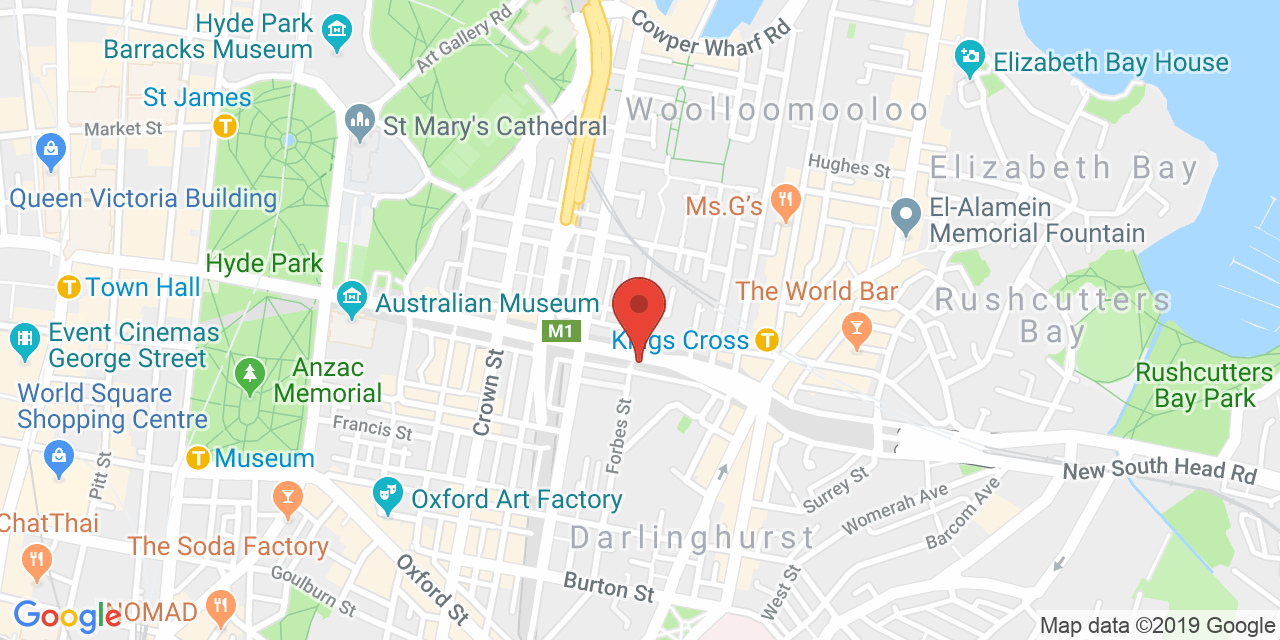 Hyde Park
Barracks Museum
Art Gallery Rd
Cowper Wharf Rd
Elizabeth Bay House
St James
T
Market St
St Mary's Cathedral
Woolloomooloo
Hughes St
Elizabeth Bay
Queen Victoria Building
Ms.G's
El-Alamein
Memorial Fountain
Hyde Park
T
Town Hall
Australian Museum
The World Bar
Rushcutters
Bay
M1
Kings Cross
T
Event Cinemas
George Street
Anzac
Memorial
Crown St
Rushcutters
Bay Park
World Square
Shopping Centre
Francis St
Forbes St
T
Museum
Pitt St
New South Head Rd
Oxford Art Factory
Surrey St
Womerah Ave
Barcom Ave
ChatThai
The Soda Factory
Darlinghurst
Goulburn St
Oxford St
Burton St
West St
Google
NOMAD
Map data ©2019 Google